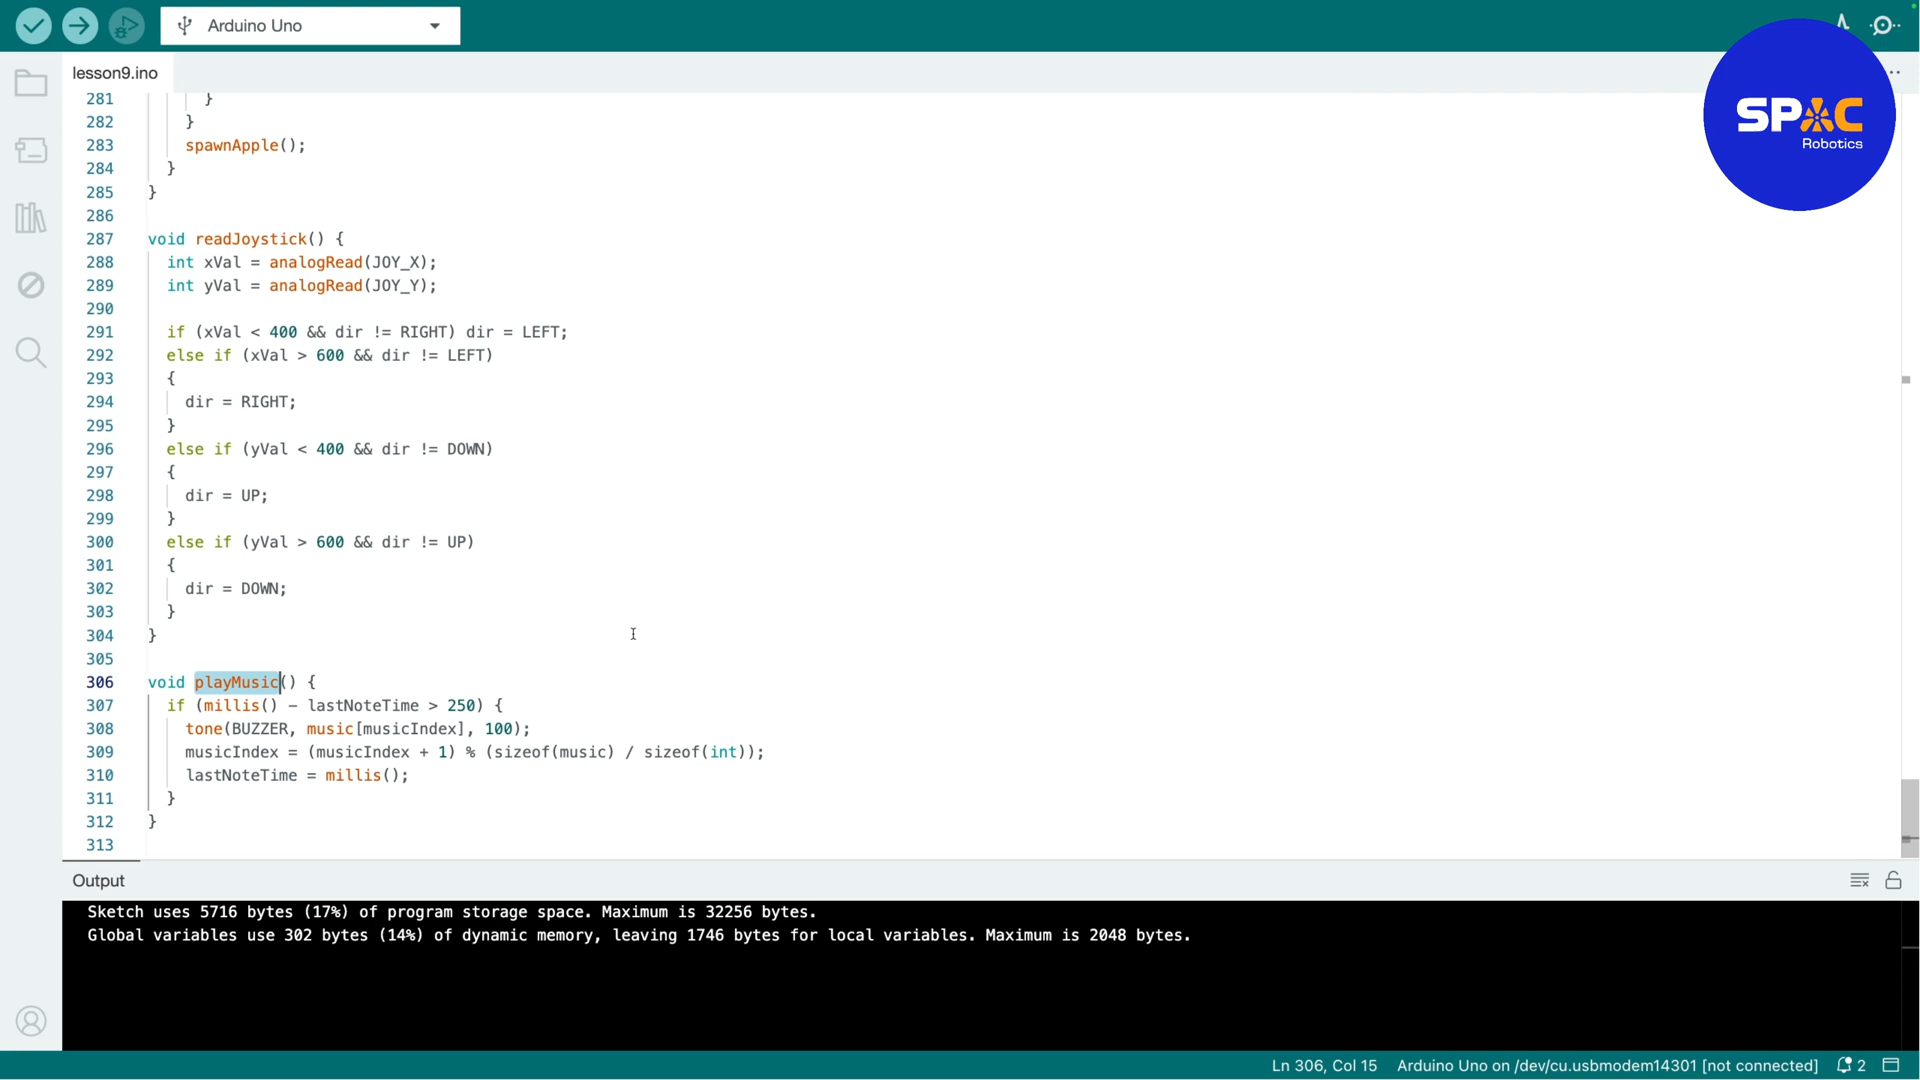 Arduino Uno
SPAC
Robotics
lesson9.ino
281 }
282 }
283 spawnApple();
284 }
285 }
286
287 void readJoystick() {
288 int xVal = analogRead(JOY_X);
289 int yVal = analogRead(JOY_Y);
290
291 if (xVal < 400 && dir != RIGHT) dir = LEFT;
292 else if (xVal > 600 && dir != LEFT)
293 {
294 dir = RIGHT;
295 }
296 else if (yVal < 400 && dir != DOWN)
297 {
298 dir = UP;
299 }
300 else if (yVal > 600 && dir != UP)
301 {
302 dir = DOWN;
303 }
304 }
305
306 void playMusic() {
307 if (millis() - lastNoteTime > 250) {
308 tone(BUZZER, music[musicIndex], 100);
309 musicIndex = (musicIndex + 1) % (sizeof(music) / sizeof(int));
310 lastNoteTime = millis();
311 }
312 }
313
Output
Sketch uses 5716 bytes (17%) of program storage space. Maximum is 32256 bytes.
Global variables use 302 bytes (14%) of dynamic memory, leaving 1746 bytes for local variables. Maximum is 2048 bytes.
Ln 306, Col 15 Arduino Uno on /dev/cu.usbmodem14301 [not connected] 2